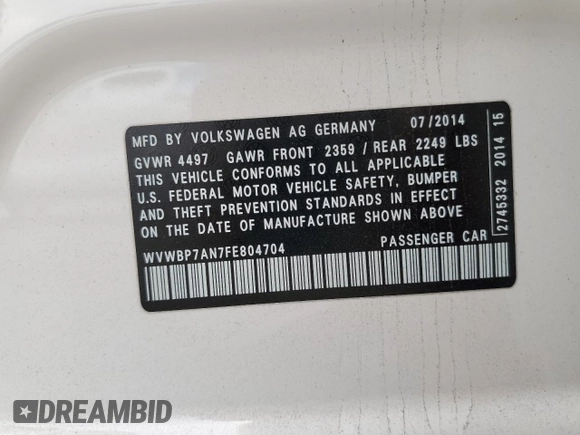 MFD BY VOLKSWAGEN AG GERMANY 07/2014
GVWR 4497 GAWR FRONT 2359 / REAR 2249 LBS
THIS VEHICLE CONFORMS TO ALL APPLICABLE
U.S. FEDERAL MOTOR VEHICLE SAFETY, BUMPER
AND THEFT PREVENTION STANDARDS IN EFFECT
ON THE DATE OF MANUFACTURE SHOWN ABOVE
WVWBP7AN7FE804704 PASSENGER CAR
2745332 2014 15
DREAMBID